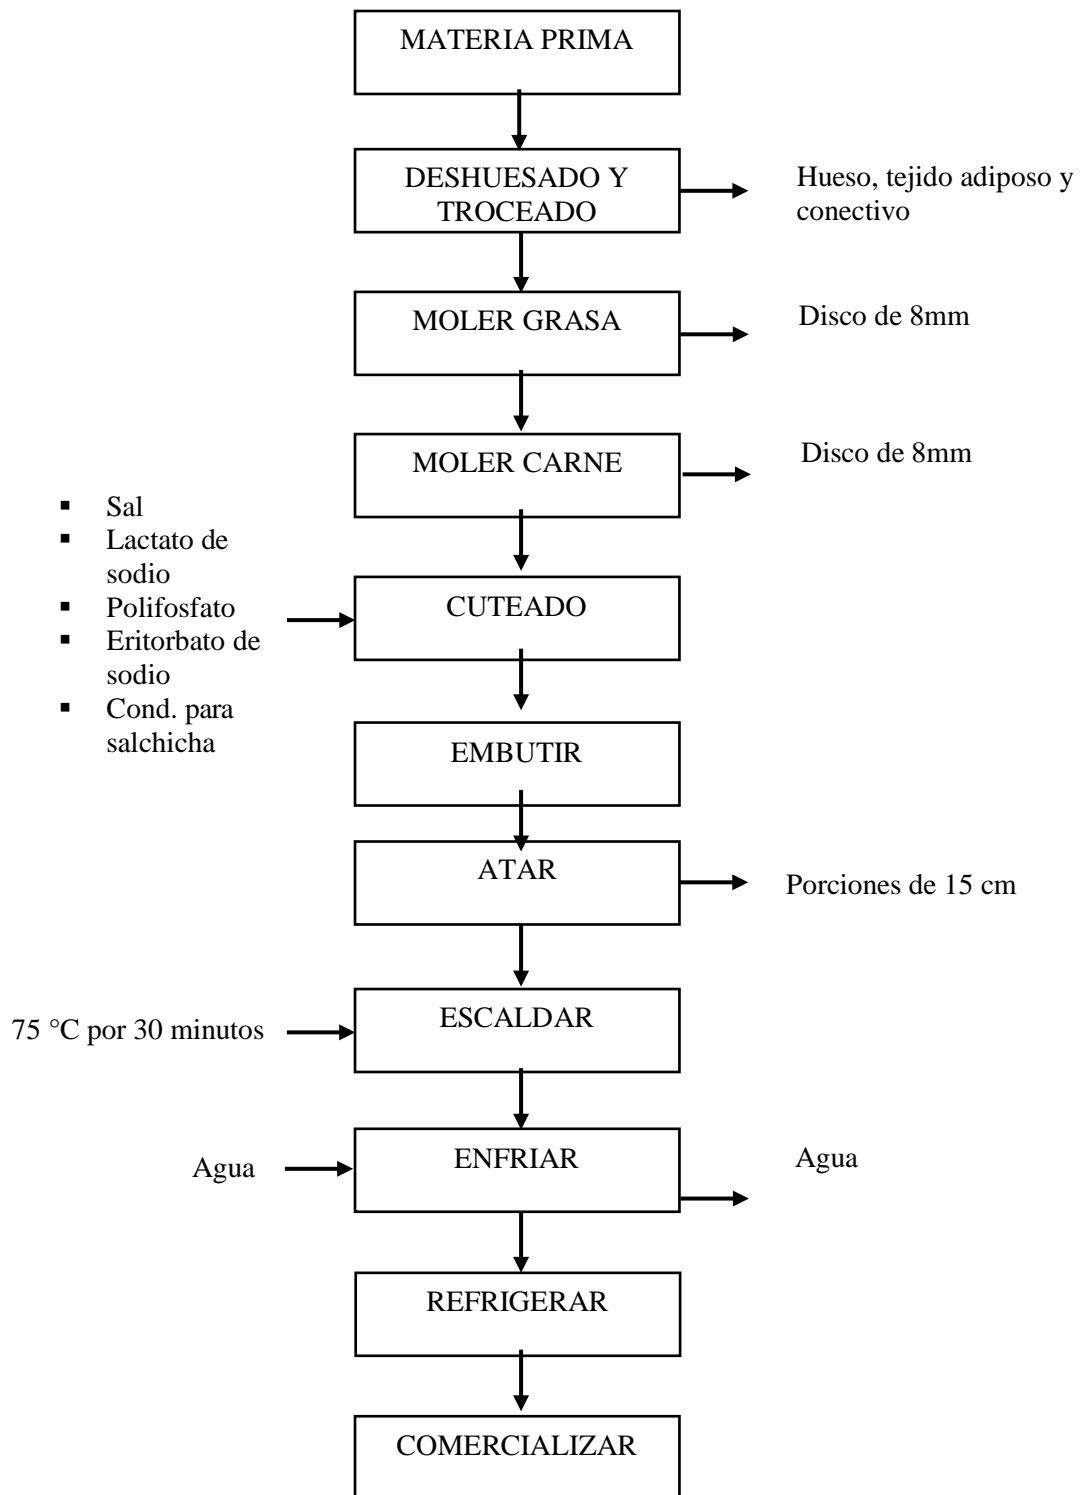 MATERIA PRIMA
DESHUESADO Y
TROCEADO
Hueso, tejido adiposo y
conectivo
MOLER GRASA
Disco de 8mm
MOLER CARNE
Disco de 8mm
▪ Sal
▪ Lactato de
sodio
▪ Polifosfato
▪ Eritorbato de
sodio
▪ Cond. para
salchicha
CUTEADO
EMBUTIR
ATAR
Porciones de 15 cm
75 °C por 30 minutos
ESCALDAR
Agua
ENFRIAR
Agua
REFRIGERAR
COMERCIALIZAR